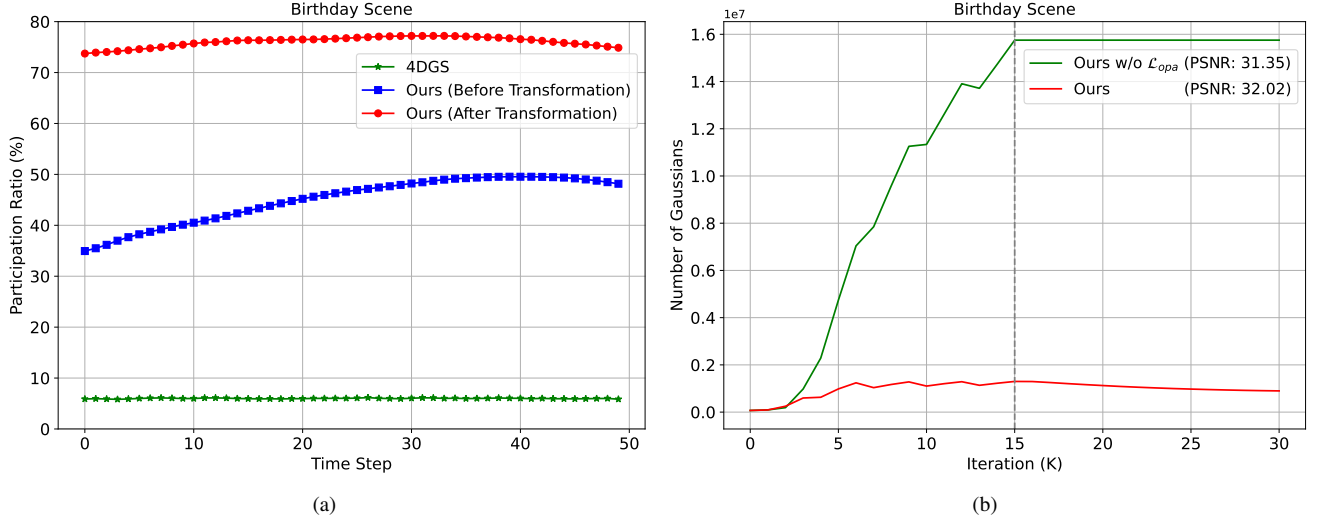 Birthday Scene
Participation Ratio (%)
80
70
60
50
40
30
20
10
0
4DGS
Ours (Before Transformation)
Ours (After Transformation)
0 10 20 30 40 50
Time Step
(a)
Birthday Scene
1e7
Number of Gaussians
1.6
1.4
1.2
1.0
0.8
0.6
0.4
0.2
0.0
Ours w/o ℒₒₚₐ (PSNR: 31.35)
Ours (PSNR: 32.02)
0 5 10 15 20 25 30
Iteration (K)
(b)